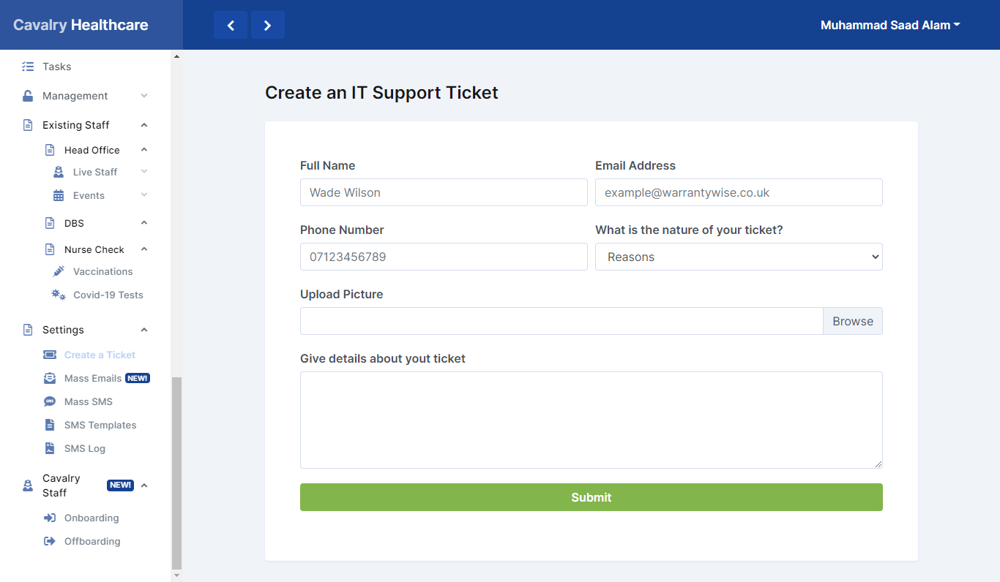 Cavalry Healthcare
Muhammad Saad Alam
Tasks
Management
Existing Staff
Head Office
Live Staff
Events
DBS
Nurse Check
Vaccinations
Covid-19 Tests
Settings
Create a Ticket
Mass Emails NEW!
SMS
Mass SMS
SMS Templates
SMS Log
Cavalry
Staff
NEW!
Onboarding
Offboarding
Create an IT Support Ticket
Full Name
Wade Wilson
Email Address
example@warrantywise.co.uk
Phone Number
07123456789
What is the nature of your ticket?
Reasons
Upload Picture
Browse
Give details about yout ticket
Submit